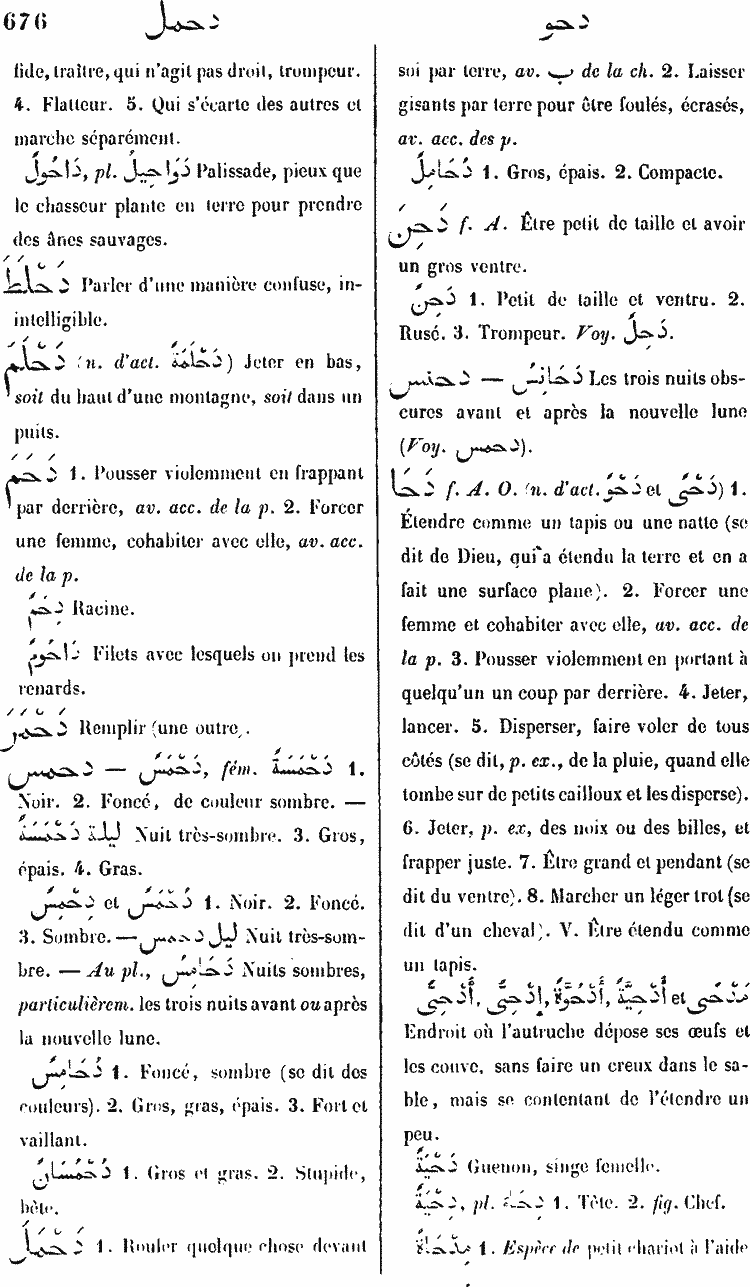 676
دحمل
دحو
fide, traître, qui n'agit pas droit, trompeur.
4. Flatteur. 5. Qui s'écarte des autres et
marche séparément.
دَاحُولٌ, pl. دَوَاحِيلُ Palissade, pieux que
le chasseur plante en terre pour prendre
des ânes sauvages.
دَحْلَطَ Parler d'une manière confuse, in-
intelligible.
دَحْلَمَ (n. d'act. دَحْلَمَةٌ) Jeter en bas,
soit du haut d'une montagne, soit dans un
puits.
دَحَمَ 1. Pousser violemment en frappant
par derrière, av. acc. de la p. 2. Forcer
une femme, cohabiter avec elle, av. acc.
de la p.
دِحْمٌ Racine.
دَاحُومٌ Filets avec lesquels on prend les
renards.
دَحْمَرَ Remplir (une outre).
دحمس — دَحْمَسٌ, fém. دَحْمَسَةٌ 1.
Noir. 2. Foncé, de couleur sombre. —
ليلة دَحْمَسَةٌ Nuit très-sombre. 3. Gros,
épais. 4. Gras.
دَحْمَسٌ et دِحْمِسٌ 1. Noir. 2. Foncé.
3. Sombre. — ليل دحمس Nuit très-som-
bre. — Au pl., دَحَامِسُ Nuits sombres,
particulièrem. les trois nuits avant ou après
la nouvelle lune.
دُحَامِسٌ 1. Foncé, sombre (se dit des
couleurs). 2. Gros, gras, épais. 3. Fort et
vaillant.
دُحْمُسَانٌ 1. Gros et gras. 2. Stupide,
bête.
دَحْمَلَ 1. Rouler quelque chose devant
soi par terre, av. ب de la ch. 2. Laisser
gisants par terre pour être foulés, écrasés,
av. acc. des p.
دُحَامِلٌ 1. Gros, épais. 2. Compacte.
دَحِنَ f. A. Être petit de taille et avoir
un gros ventre.
دَحِنٌ 1. Petit de taille et ventru. 2.
Rusé. 3. Trompeur. Voy. دَحِلٌ.
دحنس — دَحَانِسُ Les trois nuits obs-
cures avant et après la nouvelle lune
(Voy. دحمس).
دَحَا f. A. O. (n. d'act. دَحْوٌ et دَحْىٌ) 1.
Étendre comme un tapis ou une natte (se
dit de Dieu, qui a étendu la terre et en a
fait une surface plane). 2. Forcer une
femme et cohabiter avec elle, av. acc. de
la p. 3. Pousser violemment en portant à
quelqu'un un coup par derrière. 4. Jeter,
lancer. 5. Disperser, faire voler de tous
côtés (se dit, p. ex., de la pluie, quand elle
tombe sur de petits cailloux et les disperse).
6. Jeter, p. ex, des noix ou des billes, et
frapper juste. 7. Être grand et pendant (se
dit du ventre). 8. Marcher un léger trot (se
dit d'un cheval). V. Être étendu comme
un tapis.
مَدْحًى et أُدْحِيَّةٌ, أُدْحُوَّةٌ, إِدْحِىٌّ, أُدْحِىٌّ
Endroit où l'autruche dépose ses œufs et
les couve, sans faire un creux dans le sa-
ble, mais se contentant de l'étendre un
peu.
دَحْيَةٌ Guenon, singe femelle.
دِحْيَةٌ, pl. دِحَاءٌ 1. Tête. 2. fig. Chef.
مِدْحَاةٌ 1. Espèce de petit chariot à l'aide